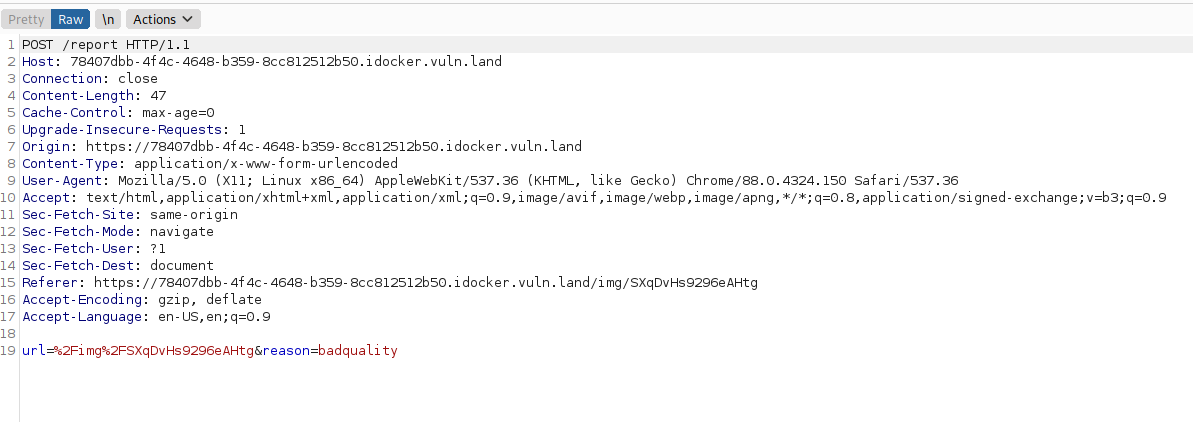 Pretty Raw \n Actions
1 POST /report HTTP/1.1
2 Host: 78407dbb-4f4c-4648-b359-8cc812512b50.idocker.vuln.land
3 Connection: close
4 Content-Length: 47
5 Cache-Control: max-age=0
6 Upgrade-Insecure-Requests: 1
7 Origin: https://78407dbb-4f4c-4648-b359-8cc812512b50.idocker.vuln.land
8 Content-Type: application/x-www-form-urlencoded
9 User-Agent: Mozilla/5.0 (X11; Linux x86_64) AppleWebKit/537.36 (KHTML, like Gecko) Chrome/88.0.4324.150 Safari/537.36
10 Accept: text/html,application/xhtml+xml,application/xml;q=0.9,image/avif,image/webp,image/apng,*/*;q=0.8,application/signed-exchange;v=b3;q=0.9
11 Sec-Fetch-Site: same-origin
12 Sec-Fetch-Mode: navigate
13 Sec-Fetch-User: ?1
14 Sec-Fetch-Dest: document
15 Referer: https://78407dbb-4f4c-4648-b359-8cc812512b50.idocker.vuln.land/img/SXqDvHs9296eAHtg
16 Accept-Encoding: gzip, deflate
17 Accept-Language: en-US,en;q=0.9
18
19 url=%2Fimg%2FSXqDvHs9296eAHtg&reason=badquality